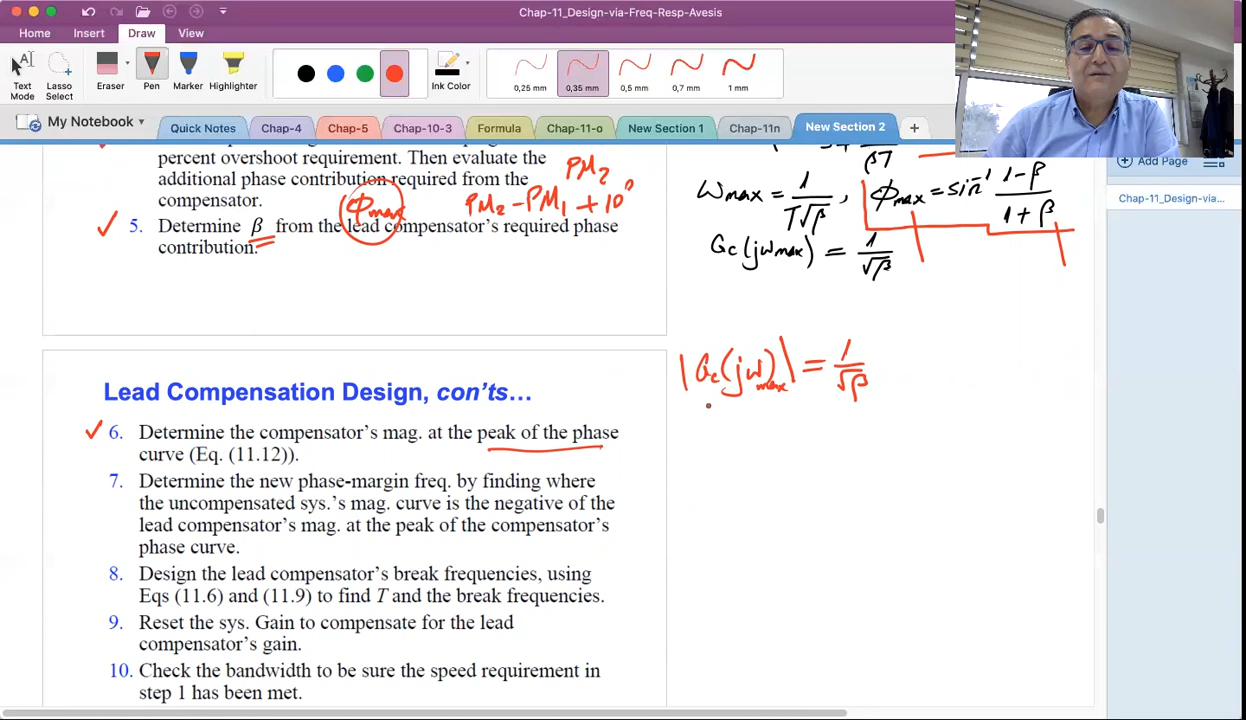 Chap-11_Design-via-Freq-Resp-Avesis
Home Insert Draw View
Text Mode
Lasso Select
Eraser
Pen
Marker
Highlighter
Ink Color
0,25 mm 0,35 mm 0,5 mm 0,7 mm 1 mm
My Notebook
Quick Notes Chap-4 Chap-5 Chap-10-3 Formula Chap-11-o New Section 1 Chap-11n New Section 2 +
Add Page
Chap-11_Design-via...
percent overshoot requirement. Then evaluate the
additional phase contribution required from the
compensator.
PM₂
ϕmax PM₂ - PM₁ + 10°
5. Determine β from the lead compensator's required phase
contribution.
βT
ωmax = 1/(T√β), ϕmax = sin⁻¹ (1-β)/(1+β)
Gc(jωmax) = 1/√β
|Gc(jω)max| = 1/√β
Lead Compensation Design, con'ts…
6. Determine the compensator's mag. at the peak of the phase
curve (Eq. (11.12)).
7. Determine the new phase-margin freq. by finding where
the uncompensated sys.'s mag. curve is the negative of the
lead compensator's mag. at the peak of the compensator's
phase curve.
8. Design the lead compensator's break frequencies, using
Eqs (11.6) and (11.9) to find T and the break frequencies.
9. Reset the sys. Gain to compensate for the lead
compensator's gain.
10. Check the bandwidth to be sure the speed requirement in
step 1 has been met.